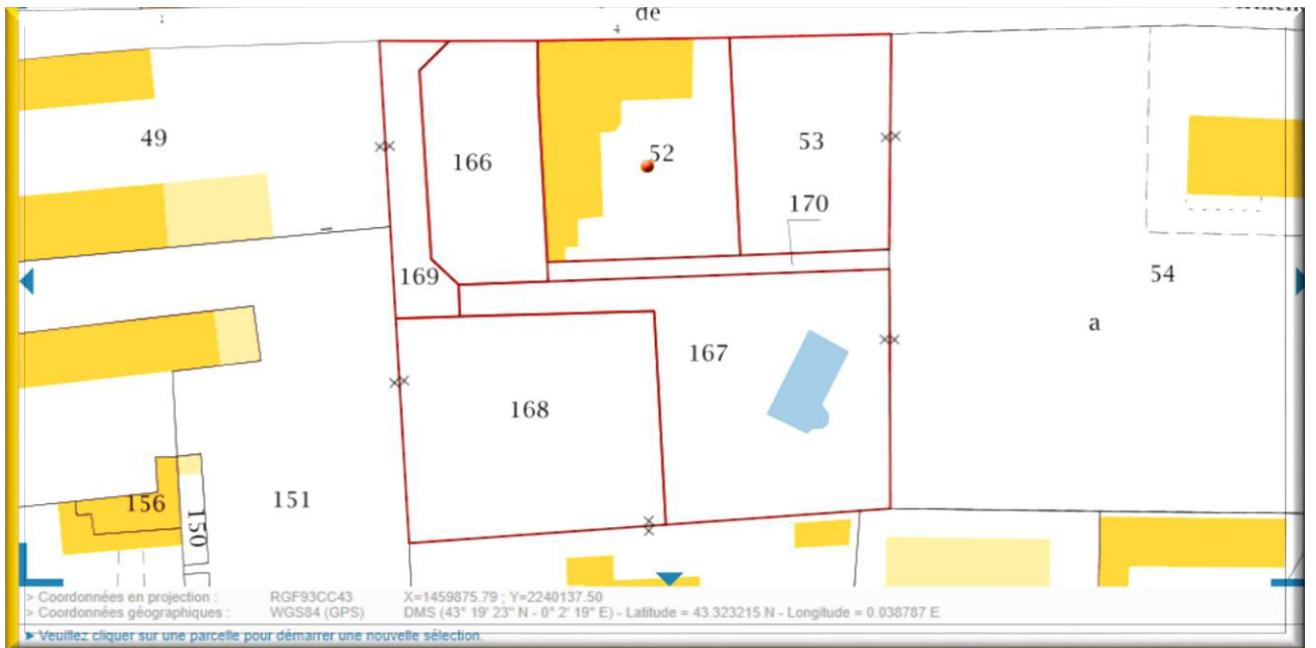 de
4
49
166
52
53
170
169
54
a
167
168
156
150
151
> Coordonnées en projection : RGF93CC43 X=1459875.79 ; Y=2240137.50
> Coordonnées géographiques : WGS84 (GPS) DMS (43° 19' 23" N - 0° 2' 19" E) - Latitude = 43.323215 N - Longitude = 0.038787 E
Veuillez cliquer sur une parcelle pour démarrer une nouvelle sélection.